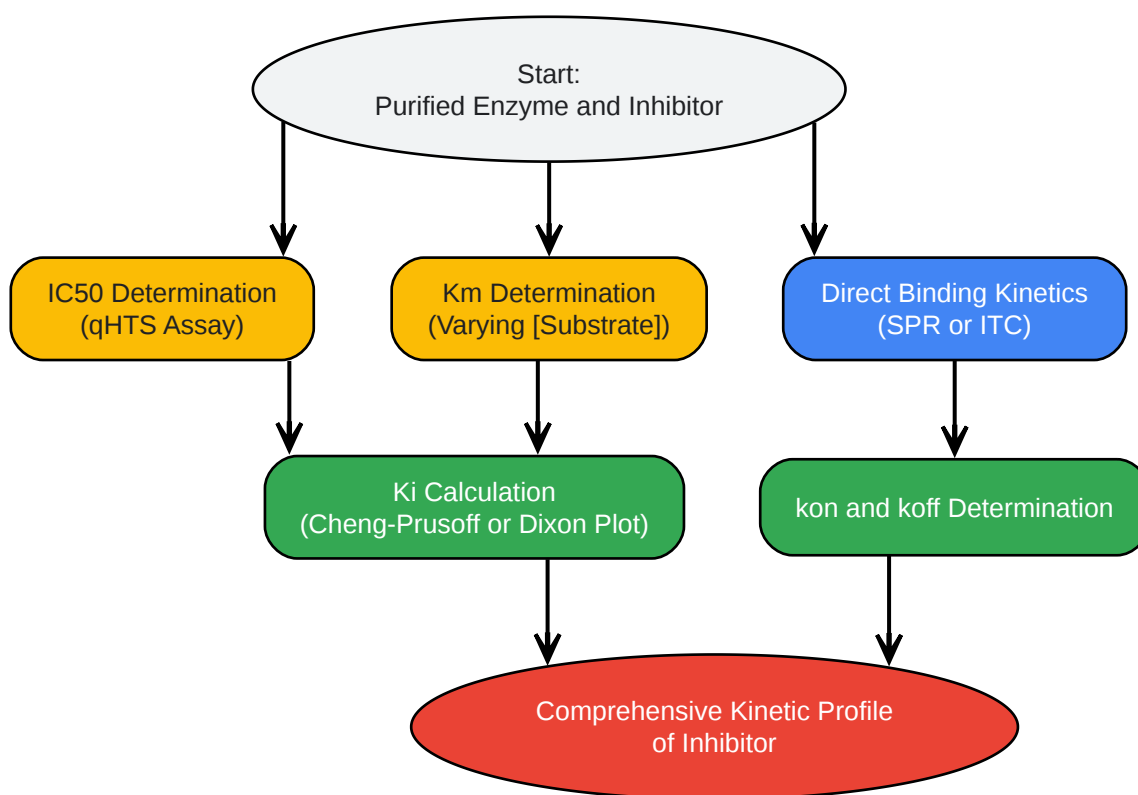 Start:
Purified Enzyme and Inhibitor
IC50 Determination
(qHTS Assay)
Km Determination
(Varying [Substrate])
Direct Binding Kinetics
(SPR or ITC)
Ki Calculation
(Cheng-Prusoff or Dixon Plot)
kon and koff Determination
Comprehensive Kinetic Profile
of Inhibitor